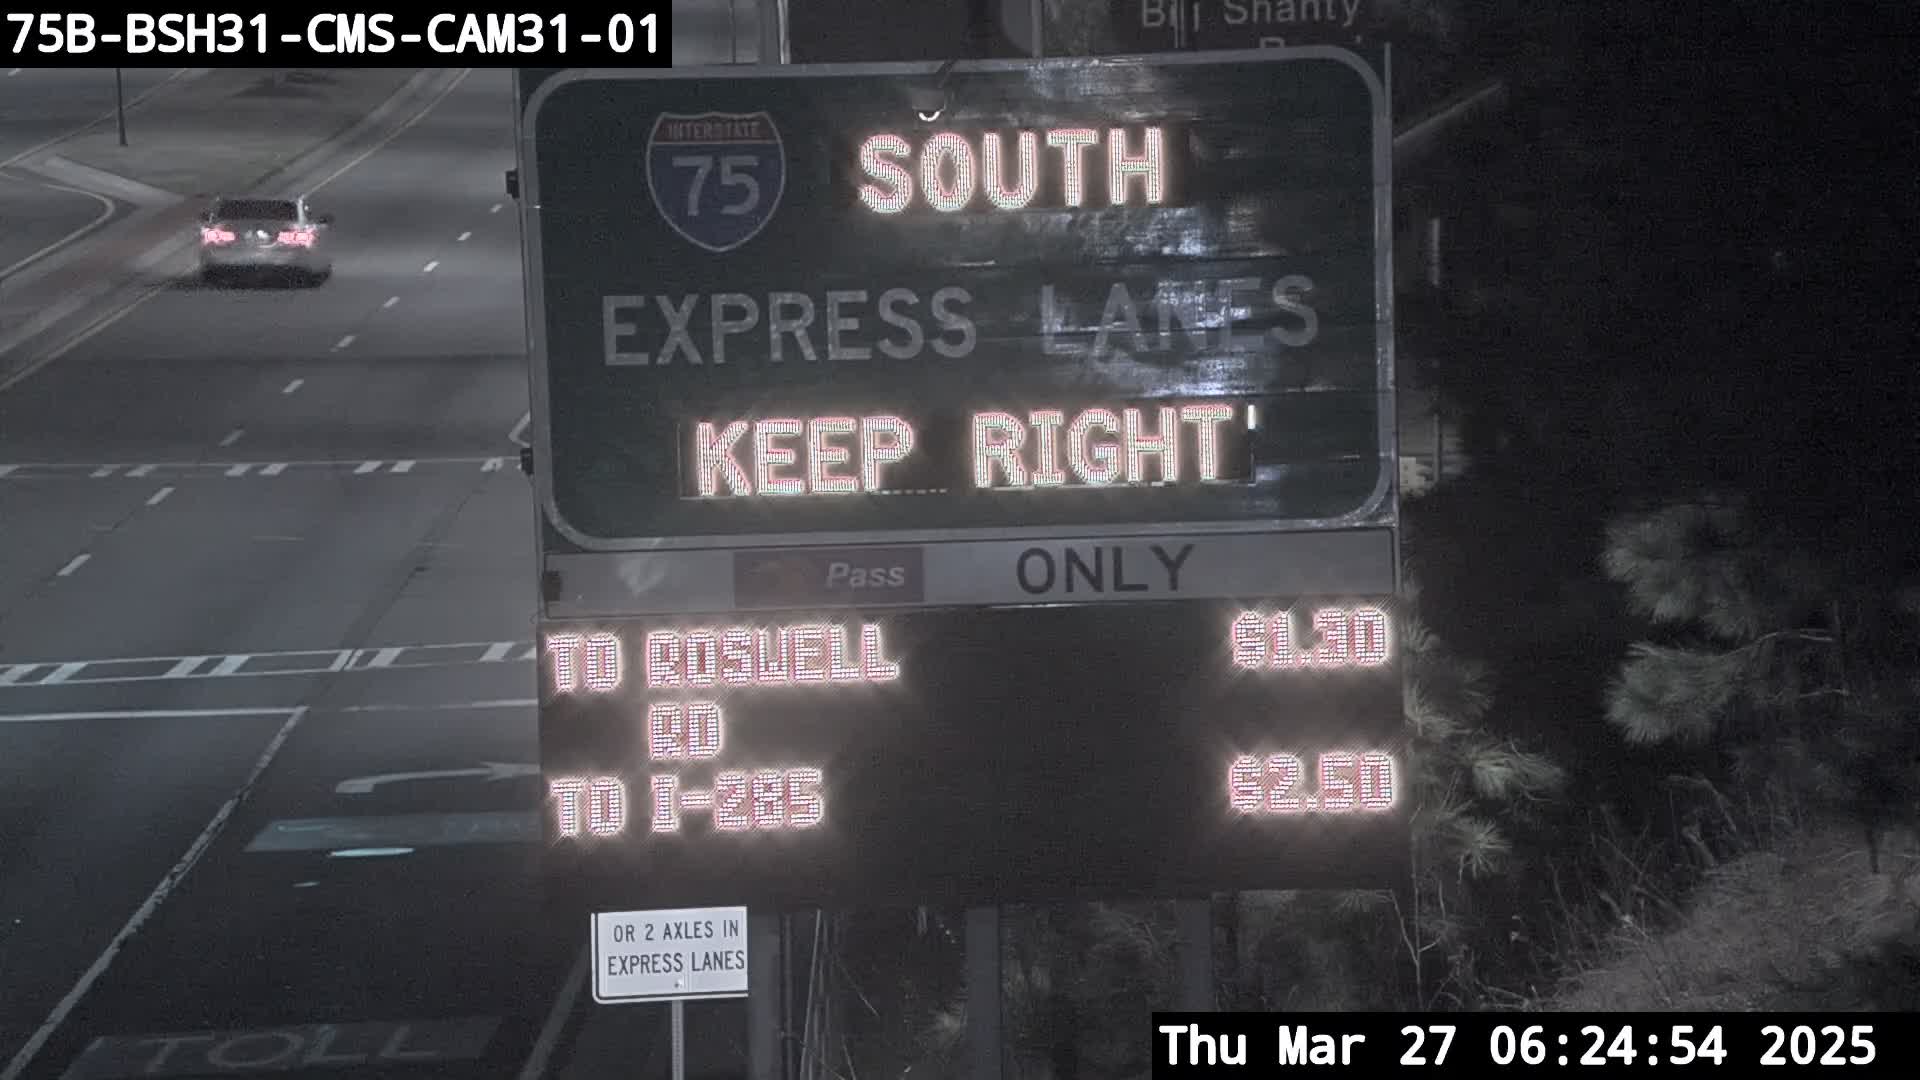 75B-BSH31-CMS-CAM31-01
Shanty
INTERSTATE
75
SOUTH
EXPRESS LANES
KEEP RIGHT
Pass
ONLY
TO ROSWELL $1.30
RD
TO I-285 $2.50
OR 2 AXLES IN
EXPRESS LANES
TOLL
Thu Mar 27 06:24:54 2025